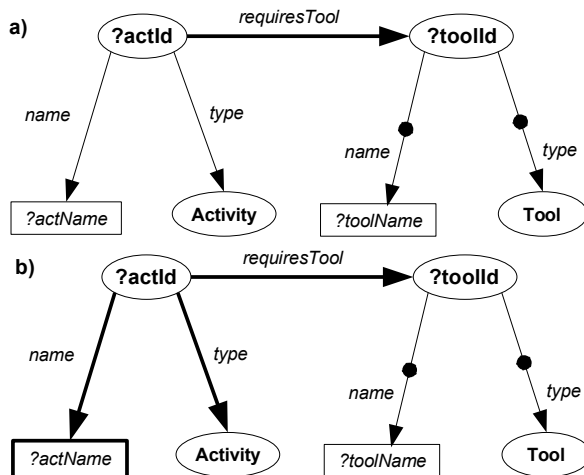 a)
requiresTool
?actId
?toolId
name
type
name
type
?actName
Activity
?toolName
Tool
b)
requiresTool
?actId
?toolId
name
type
name
type
?actName
Activity
?toolName
Tool